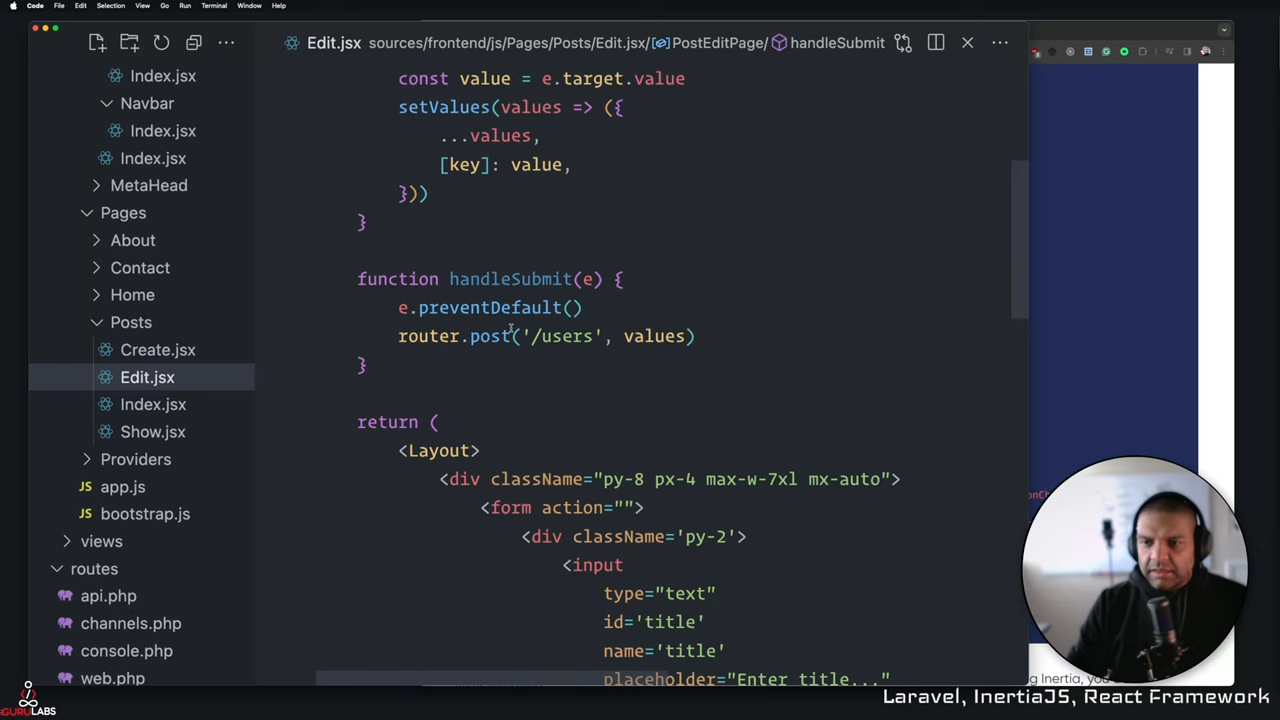 Code File Edit Selection View Go Run Terminal Window Help
Edit.jsx sources/frontend/js/Pages/Posts/Edit.jsx/PostEditPage/handleSubmit
Index.jsx
Navbar
Index.jsx
Index.jsx
MetaHead
Pages
About
Contact
Home
Posts
Create.jsx
Edit.jsx
Index.jsx
Show.jsx
Providers
JS app.js
JS bootstrap.js
views
routes
api.php
channels.php
console.php
web.php
const value = e.target.value
setValues(values => ({
...values,
[key]: value,
}))
}
function handleSubmit(e) {
e.preventDefault()
router.post('/users', values)
}
return (
<Layout>
<div className="py-8 px-4 max-w-7xl mx-auto">
<form action="">
<div className='py-2'>
<input
type="text"
id='title'
name='title'
placeholder="Enter title..."
ng Inertia, you
GURULABS
Laravel, InertiaJS, React Framework